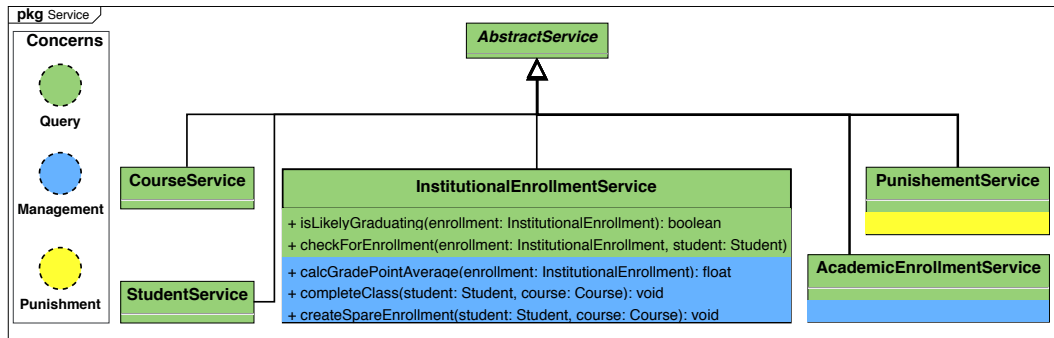 pkg Service
Concerns
Query
Management
Punishment
AbstractService
CourseService
StudentService
InstitutionalEnrollmentService
+ isLikelyGraduating(enrollment: InstitutionalEnrollment): boolean
+ checkForEnrollment(enrollment: InstitutionalEnrollment, student: Student)
+ calcGradePointAverage(enrollment: InstitutionalEnrollment): float
+ completeClass(student: Student, course: Course): void
+ createSpareEnrollment(student: Student, course: Course): void
PunishementService
AcademicEnrollmentService